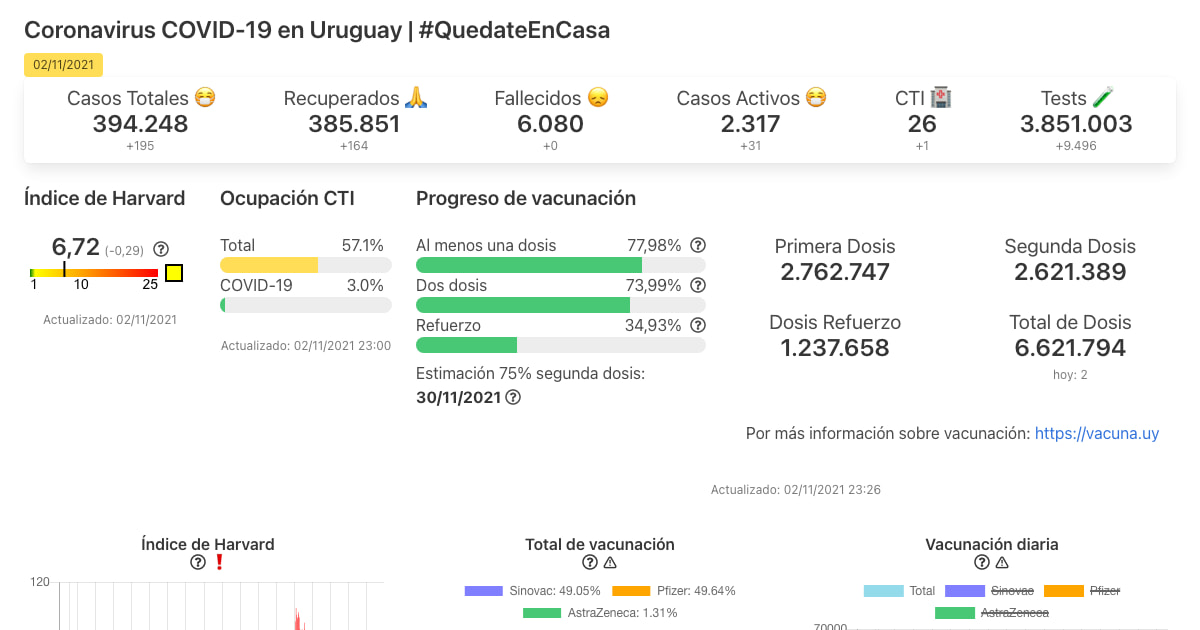 Coronavirus COVID-19 en Uruguay | #QuedateEnCasa
02/11/2021
Casos Totales 😷 Recuperados 🙏 Fallecidos 😞 Casos Activos 😷 CTI 🏥 Tests 🧪
394.248 385.851 6.080 2.317 26 3.851.003
+195 +164 +0 +31 +1 +9.496
Índice de Harvard
6,72 (-0,29) ?
1 10 25
Actualizado: 02/11/2021
Ocupación CTI
Total 57.1%
COVID-19 3.0%
Actualizado: 02/11/2021 23:00
Progreso de vacunación
Al menos una dosis 77,98% ?
Dos dosis 73,99% ?
Refuerzo 34,93% ?
Estimación 75% segunda dosis:
30/11/2021 ?
Primera Dosis
2.762.747
Segunda Dosis
2.621.389
Dosis Refuerzo
1.237.658
Total de Dosis
6.621.794
hoy: 2
Por más información sobre vacunación: https://vacuna.uy
Actualizado: 02/11/2021 23:26
Índice de Harvard
? ❗
120
Total de vacunación
? ⚠
Sinovac: 49.05% Pfizer: 49.64%
AstraZeneca: 1.31%
Vacunación diaria
? ⚠
Total Sinovac Pfizer
AstraZeneca
70000